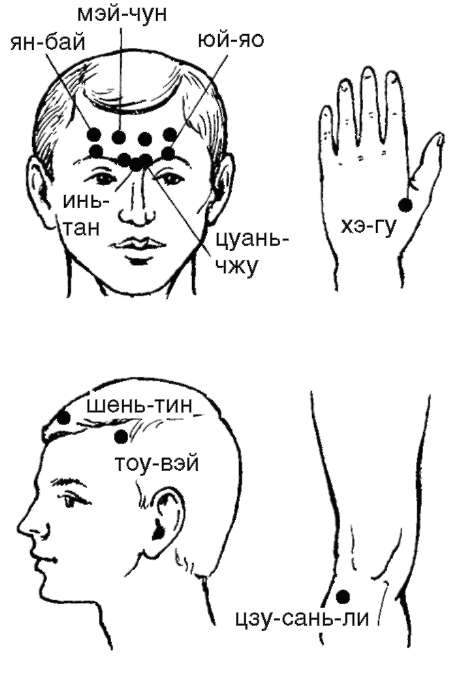 мэй-чун
ян-бай
юй-яо
инь-
тан
цуань-
чжу
хэ-гу
шень-тин
тоу-вэй
цзу-сань-ли